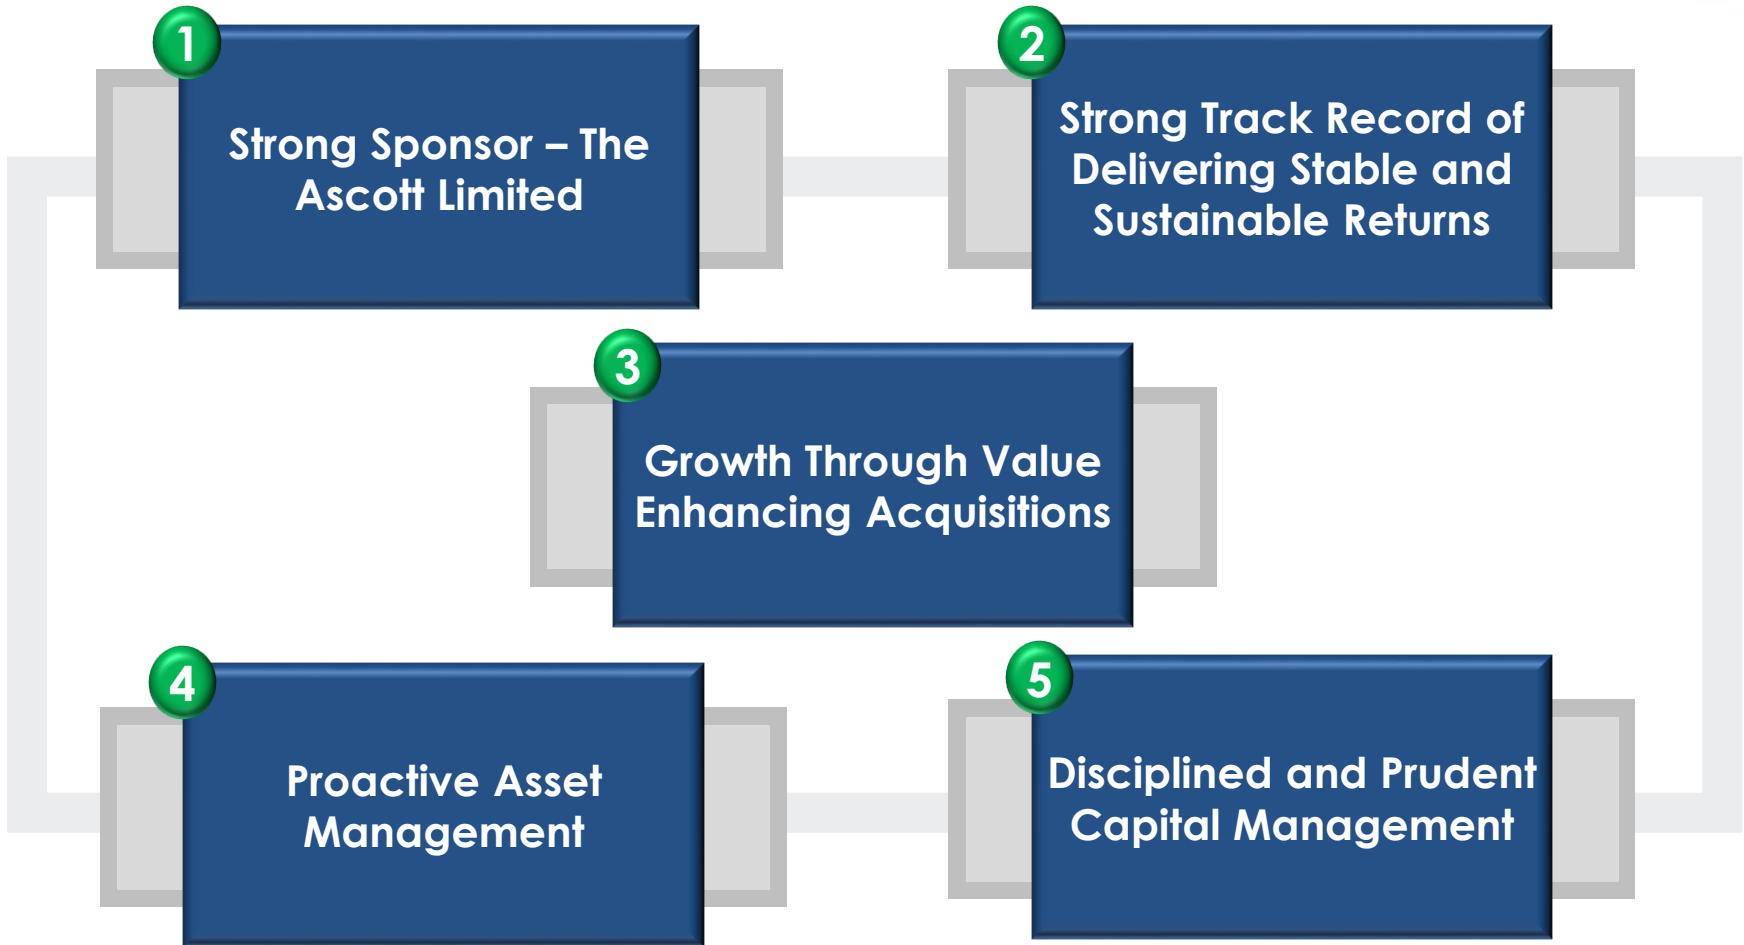 1
Strong Sponsor – The
Ascott Limited
2
Strong Track Record of
Delivering Stable and
Sustainable Returns
3
Growth Through Value
Enhancing Acquisitions
4
Proactive Asset
Management
5
Disciplined and Prudent
Capital Management